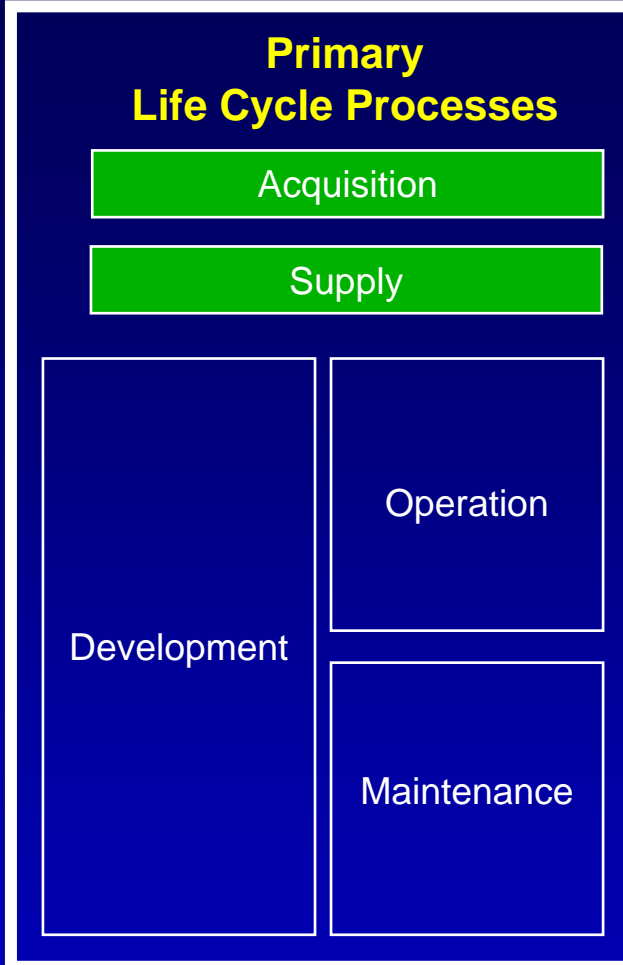 Primary
Life Cycle Processes
Acquisition
Supply
Development
Operation
Maintenance